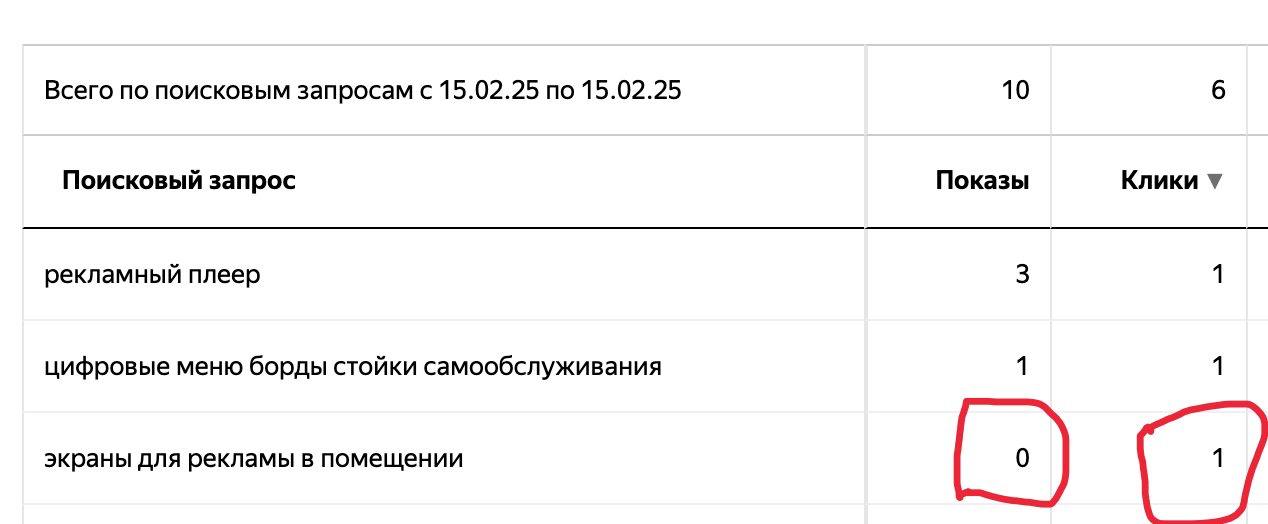 Всего по поисковым запросам с 15.02.25 по 15.02.25 10 6
Поисковый запрос Показы Клики ▼
рекламный плеер 3 1
цифровые меню борды стойки самообслуживания 1 1
экраны для рекламы в помещении 0 1